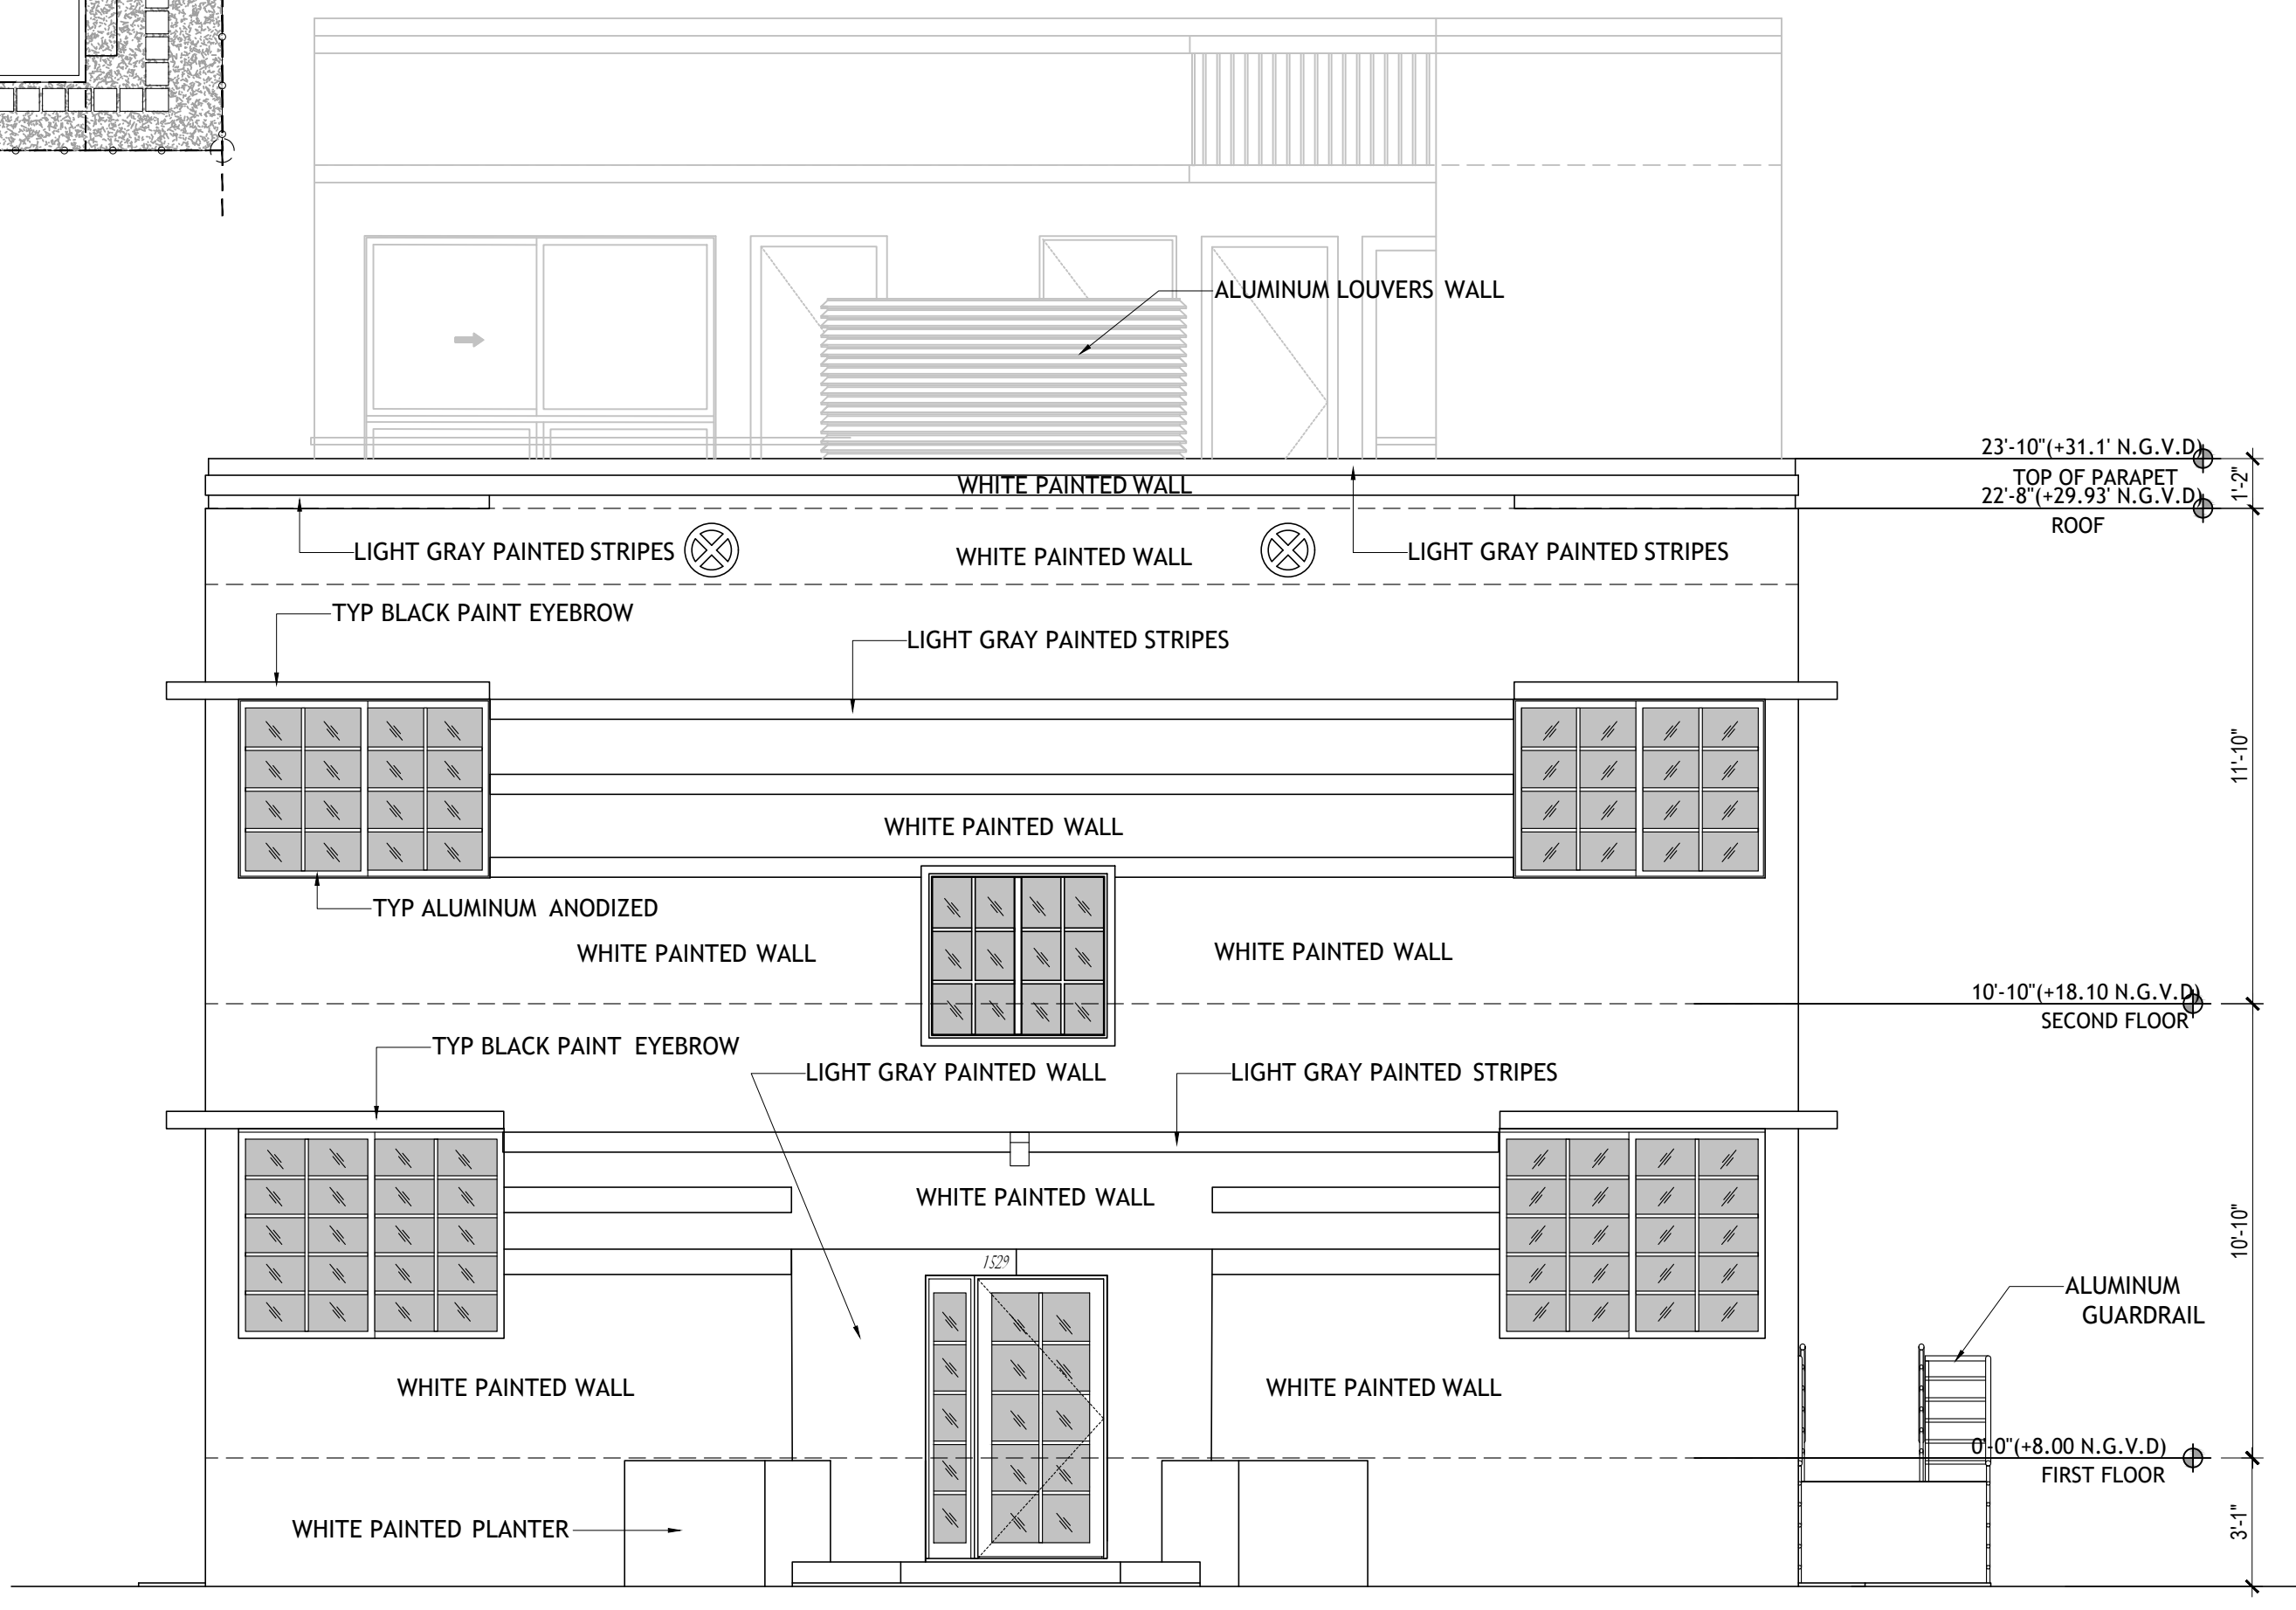 ALUMINUM LOUVERS WALL
23'-10"(+31.1' N.G.V.D)
TOP OF PARAPET
1'-2"
WHITE PAINTED WALL
22'-8"(+29.93' N.G.V.D)
ROOF
LIGHT GRAY PAINTED STRIPES
WHITE PAINTED WALL
LIGHT GRAY PAINTED STRIPES
TYP BLACK PAINT EYEBROW
LIGHT GRAY PAINTED STRIPES
11'-10"
WHITE PAINTED WALL
TYP ALUMINUM ANODIZED
WHITE PAINTED WALL
WHITE PAINTED WALL
10'-10"(+18.10 N.G.V.D)
SECOND FLOOR
TYP BLACK PAINT EYEBROW
LIGHT GRAY PAINTED WALL
LIGHT GRAY PAINTED STRIPES
WHITE PAINTED WALL
10'-10"
1529
ALUMINUM
GUARDRAIL
WHITE PAINTED WALL
WHITE PAINTED WALL
0'-0"(+8.00 N.G.V.D)
FIRST FLOOR
WHITE PAINTED PLANTER
3'-1"